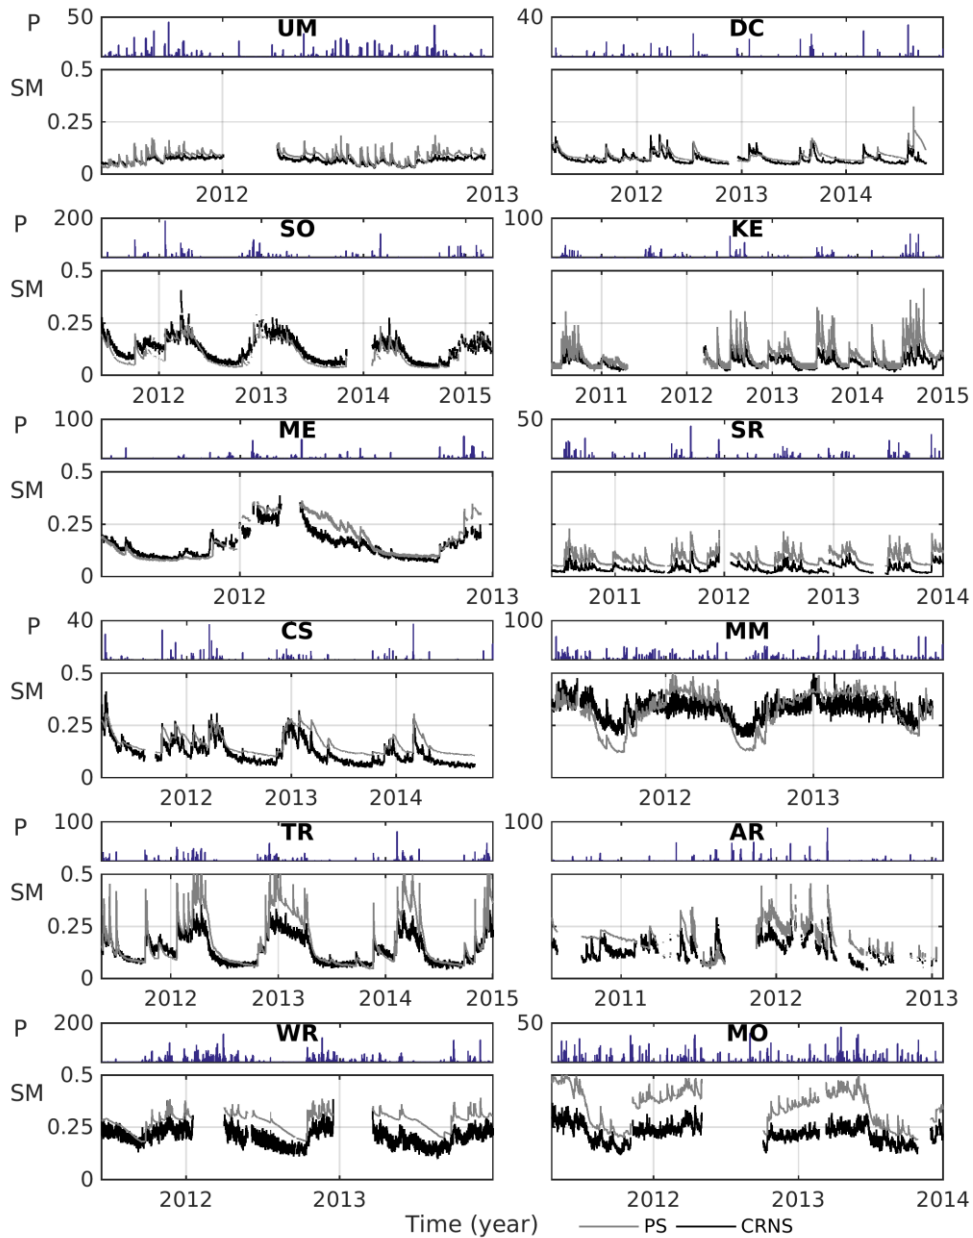 P 50 UM 40 DC
SM 0.5
0.25
0
2012 2013 2012 2013 2014
P 200 SO 100 KE
SM 0.5
0.25
0
2012 2013 2014 2015 2011 2012 2013 2014 2015
P 100 ME 50 SR
SM 0.5
0.25
0
2012 2013 2011 2012 2013 2014
P 40 CS 100 MM
SM 0.5
0.25
0
2012 2013 2014 2012 2013
P 100 TR 100 AR
SM 0.5
0.25
0
2012 2013 2014 2015 2011 2012 2013
P 200 WR 50 MO
SM 0.5
0.25
0
2012 2013 2012 2013 2014
Time (year) PS CRNS